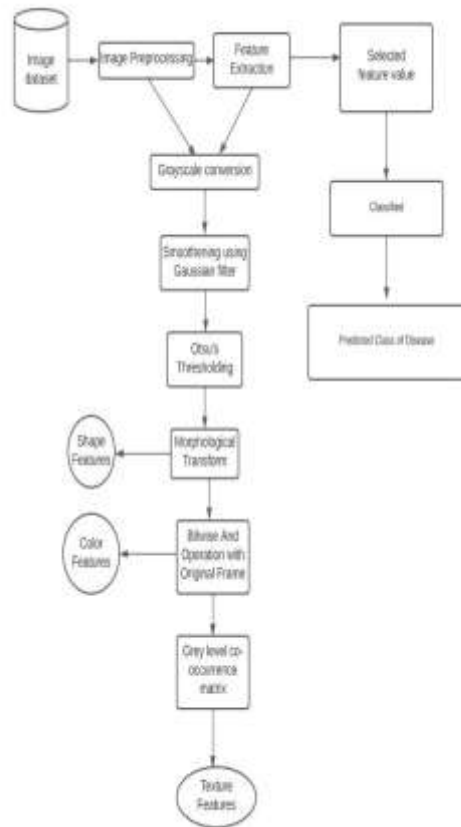 Image
dataset
Image Preprocessing
Feature
Extraction
Selected
feature value
Grayscale conversion
Classified
Smoothening using
Gaussian filter
Predicted Class of Disease
Otsu's
Thresholding
Shape
Features
Morphological
Transform
Color
Features
Bitwise And
Operation with
Original Frame
Grey level co-
occurrence
matrix
Texture
Features